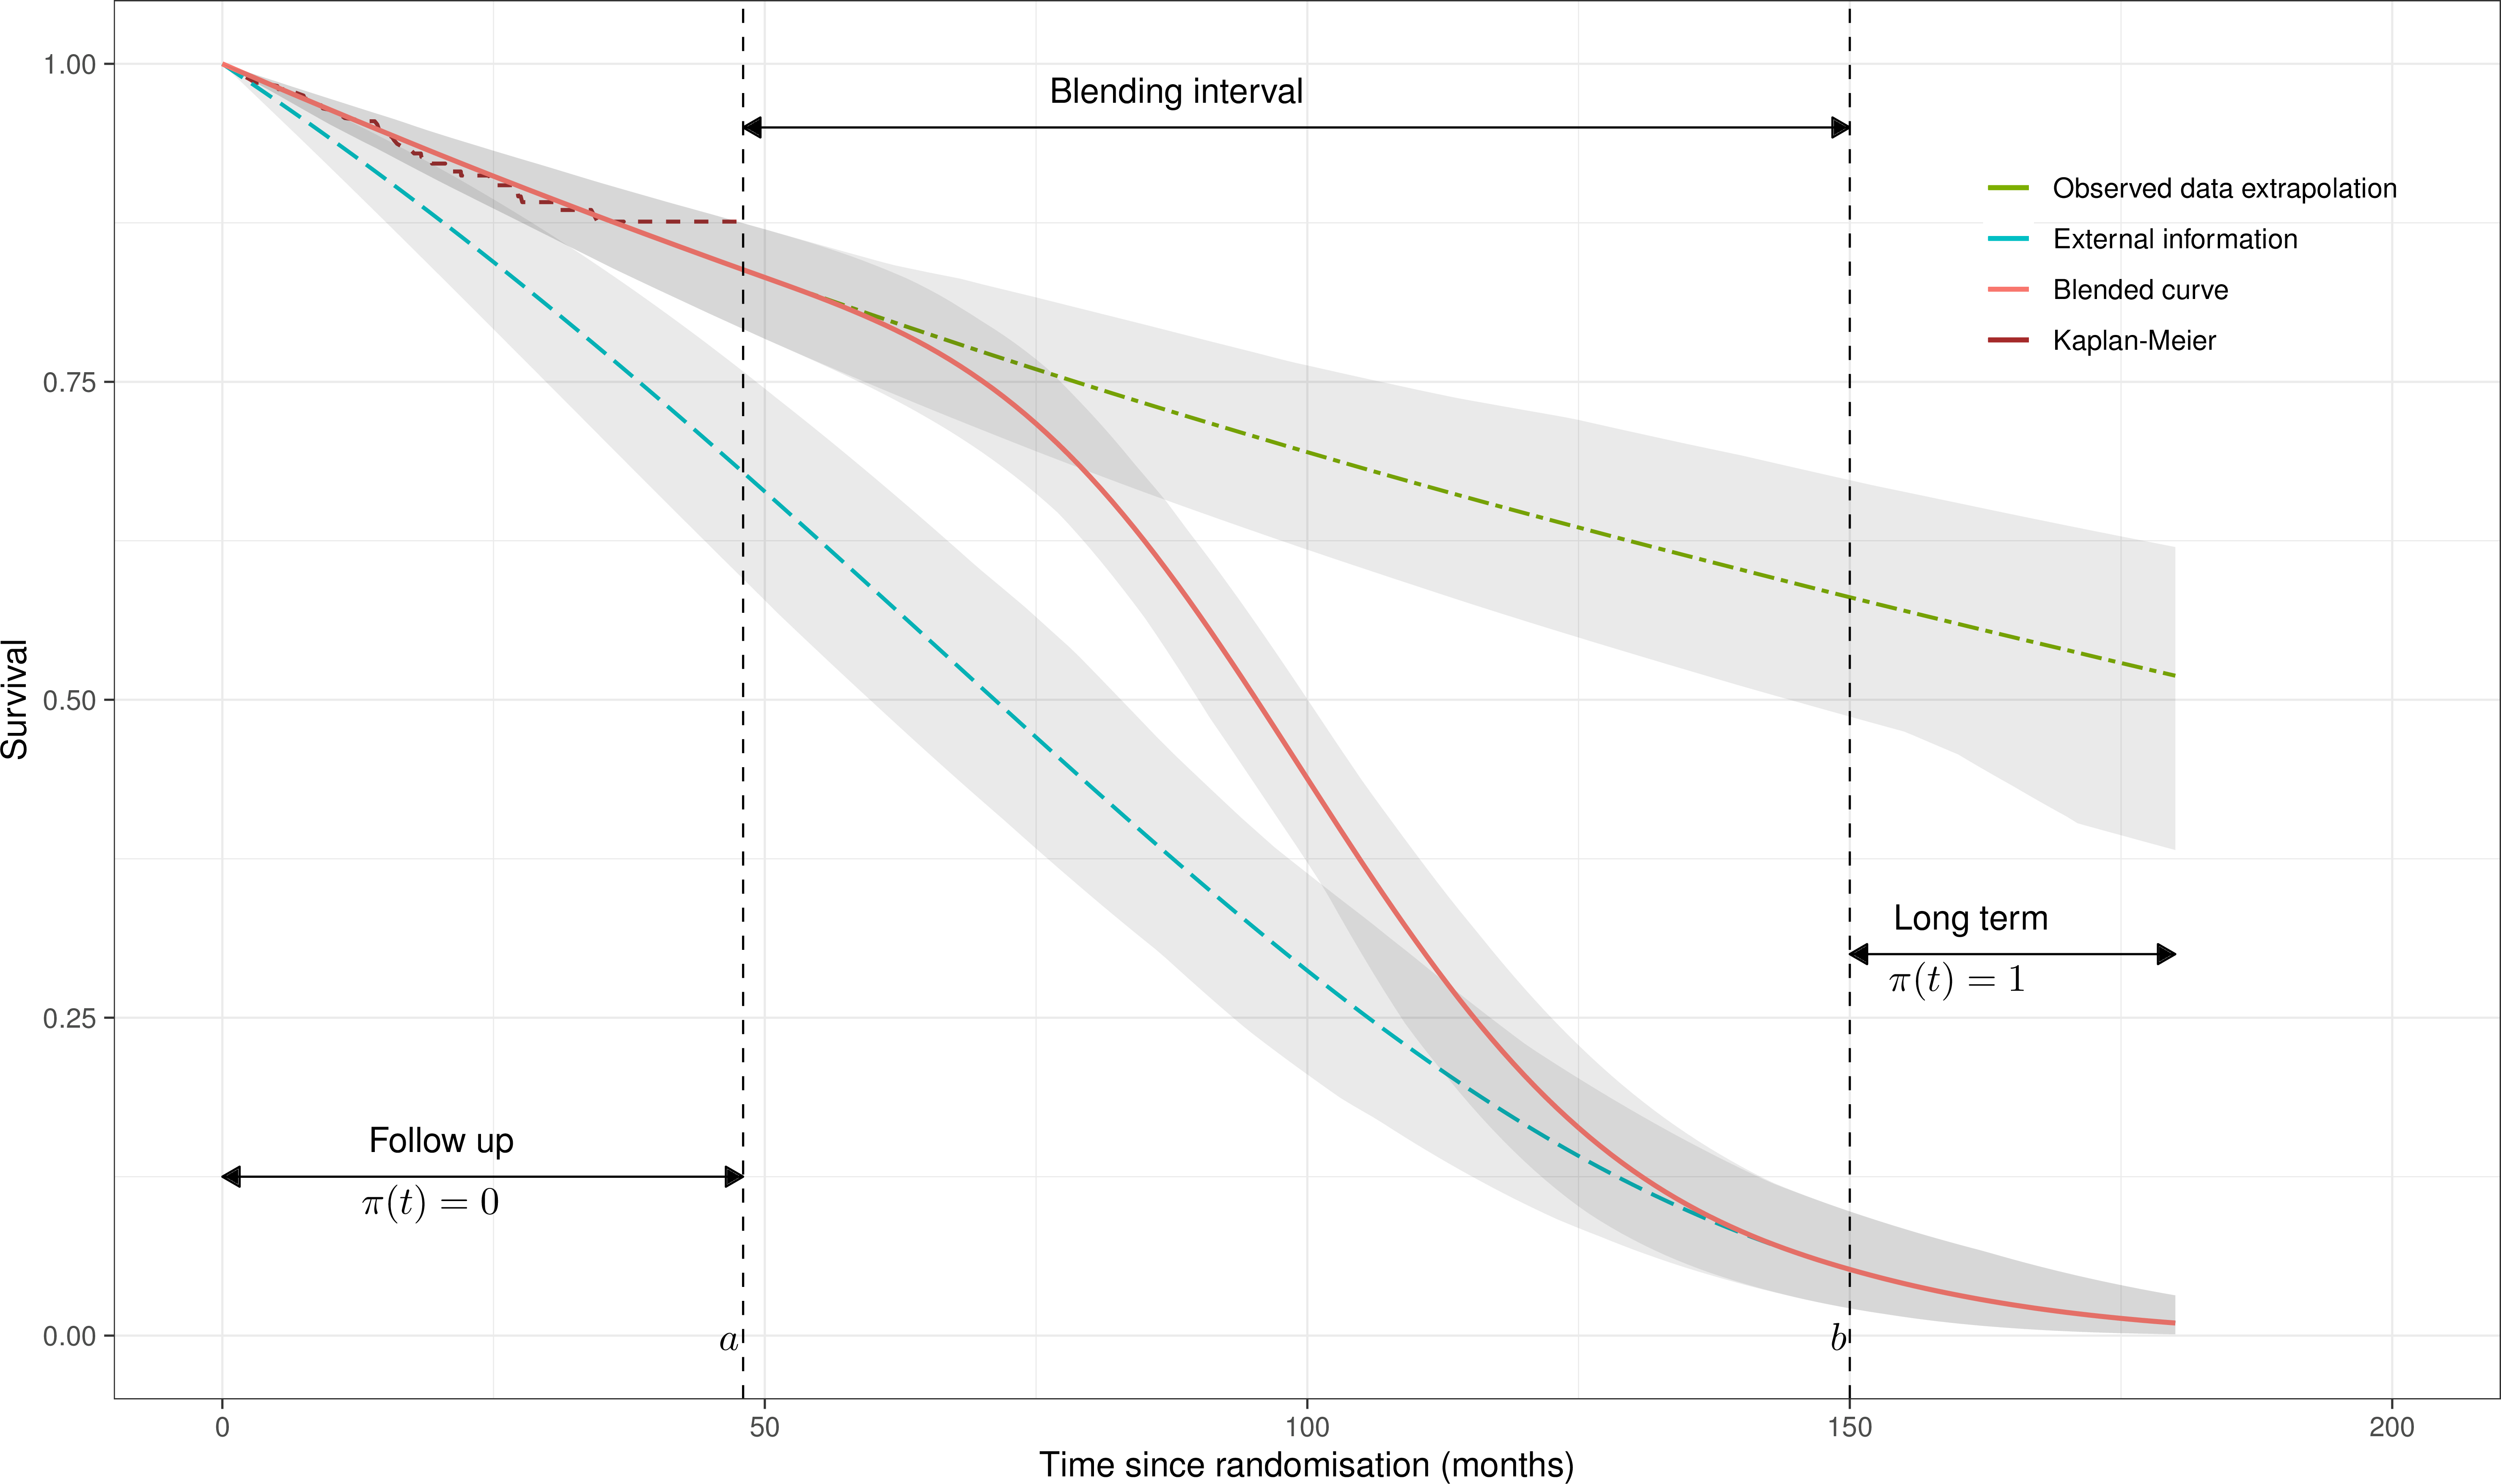 1.00
0.75
0.50
0.25
0.00
Survival
Blending interval
Observed data extrapolation
External information
Blended curve
Kaplan-Meier
Long term
π(t) = 1
Follow up
π(t) = 0
a
b
0
50
100
150
200
Time since randomisation (months)